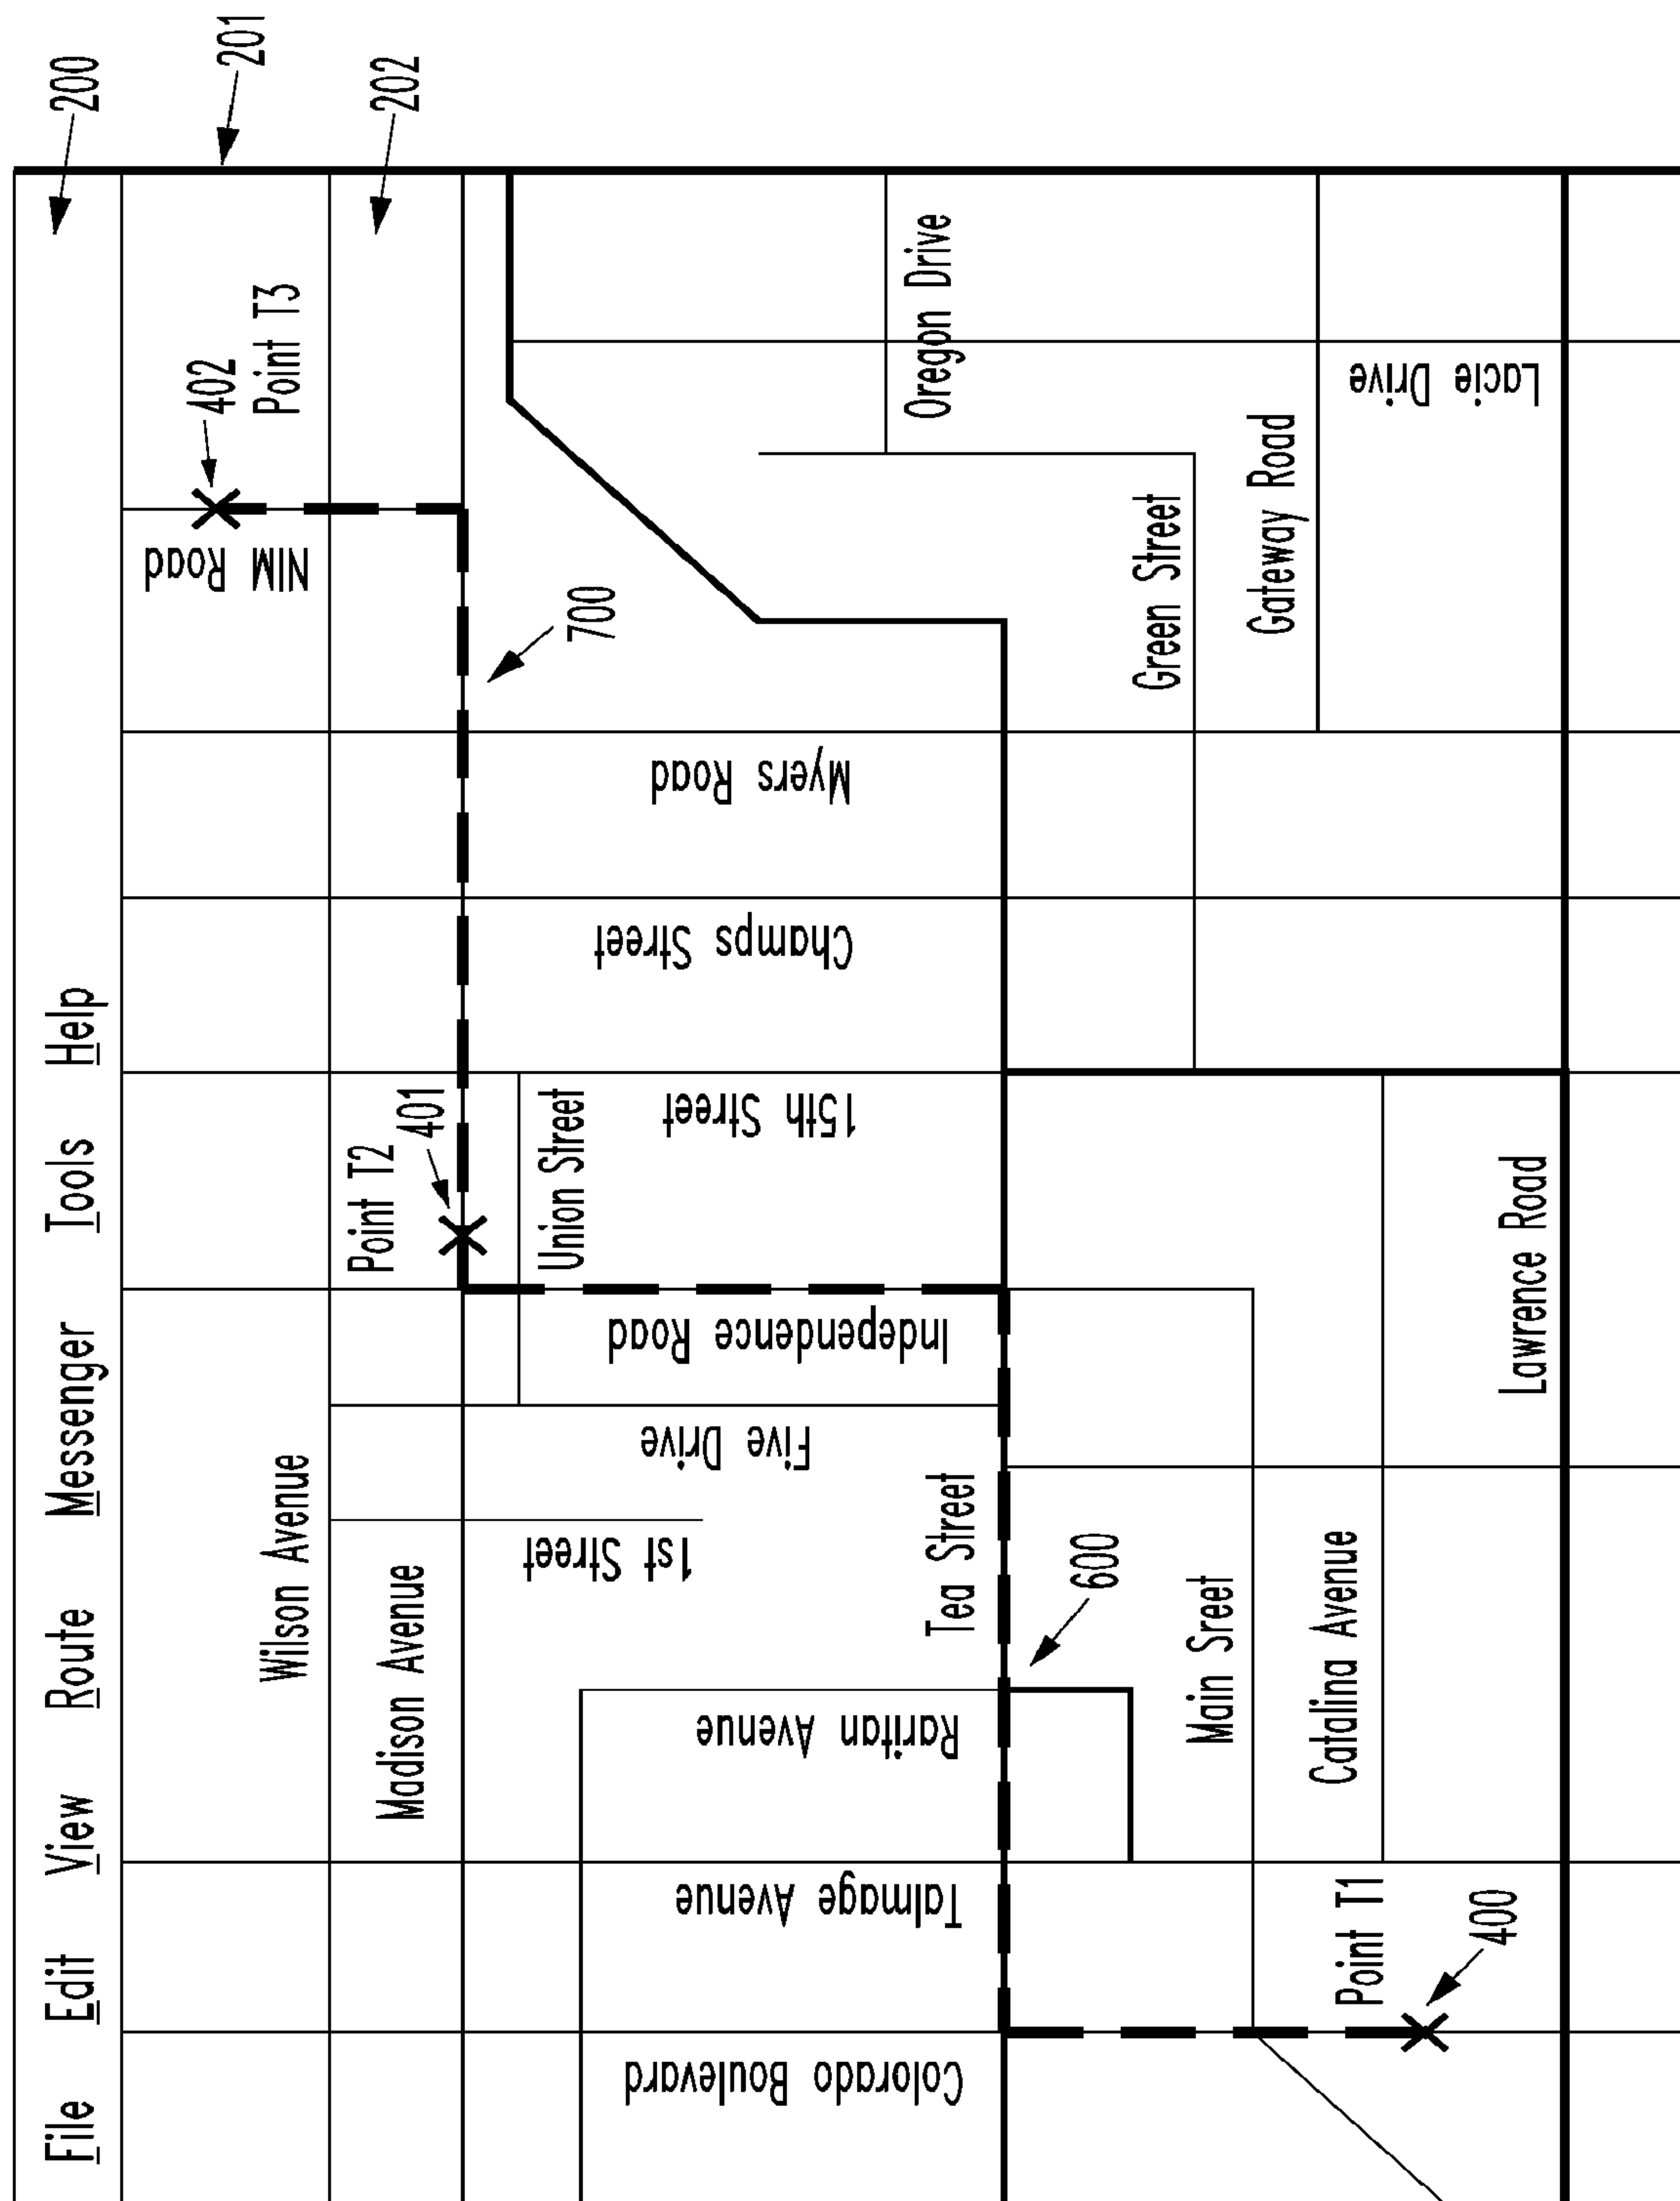 File Edit View Route Messenger Tools Help
200
201
202
Wilson Avenue
NIM Road
402
Point T3
Madison Avenue
Point T2
401
700
Union Street
1st Street
Five Drive
Independence Road
15th Street
Champs Street
Myers Road
Colorado Boulevard
Talmage Avenue
Raritan Avenue
Tea Street
Oregon Drive
600
Green Street
Main Sreet
Gateway Road
Catalina Avenue
Point T1
400
Lacie Drive
Lawrence Road